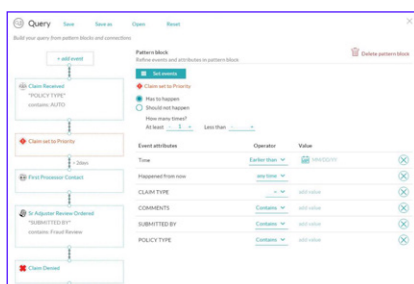 Query Save Save as Open Reset
Build your query from pattern blocks and connections
+ add event
Claim Received
"POLICY TYPE"
contains: AUTO
Claim set to Priority
First Processor Contact
Sr Adjuster Review Ordered
"SUBMITTED BY"
contains: Fraud Review
Claim Denied
Pattern block
Refine events and attributes in pattern block
Delete pattern block
Set events
Claim set to Priority
Has to happen
Should not happen
How many times?
At least - 1 + Less than - +
Event attributes Operator Value
Time Earlier than
Happened from now any time add value
CLAIM TYPE = add value
COMMENTS Contains add value
SUBMITTED BY Contains add value
POLICY TYPE Contains add value